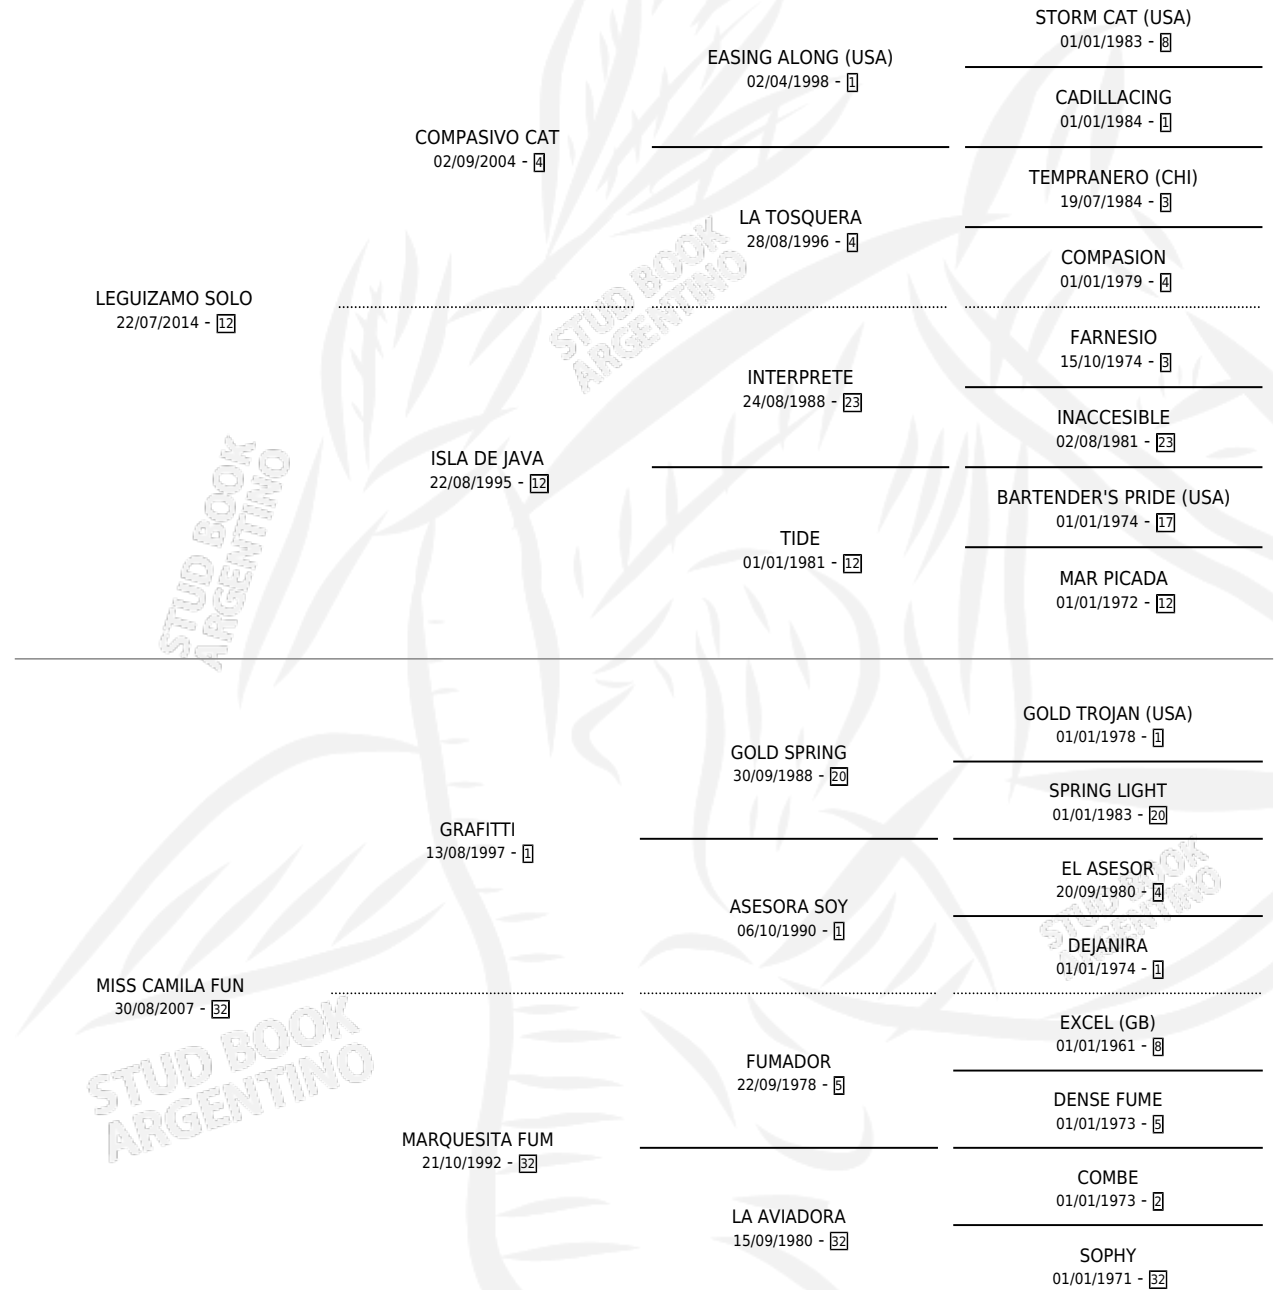 STORM CAT (USA)
01/01/1983 - 8
EASING ALONG (USA)
02/04/1998 - 1
CADILLACING
01/01/1984 - 1
COMPASIVO CAT
02/09/2004 - 4
TEMPRANERO (CHI)
19/07/1984 - 3
LA TOSQUERA
28/08/1996 - 4
COMPASION
01/01/1979 - 4
LEGUIZAMO SOLO
22/07/2014 - 12
FARNESIO
15/10/1974 - 3
INTERPRETE
24/08/1988 - 23
INACCESIBLE
02/08/1981 - 23
ISLA DE JAVA
22/08/1995 - 12
BARTENDER'S PRIDE (USA)
01/01/1974 - 17
TIDE
01/01/1981 - 12
MAR PICADA
01/01/1972 - 12
GOLD TROJAN (USA)
01/01/1978 - 1
GOLD SPRING
30/09/1988 - 20
SPRING LIGHT
01/01/1983 - 20
GRAFITTI
13/08/1997 - 1
EL ASESOR
20/09/1980 - 4
ASESORA SOY
06/10/1990 - 1
DEJANIRA
01/01/1974 - 1
MISS CAMILA FUN
30/08/2007 - 32
EXCEL (GB)
01/01/1961 - 8
FUMADOR
22/09/1978 - 5
DENSE FUME
01/01/1973 - 5
MARQUESITA FUM
21/10/1992 - 32
COMBE
01/01/1973 - 2
LA AVIADORA
15/09/1980 - 32
SOPHY
01/01/1971 - 32
STUD BOOK
ARGENTINO
STUD BOOK
ARGENTINO
STUD BOOK
ARGENTINO
STUD BOOK
ARGENTINO